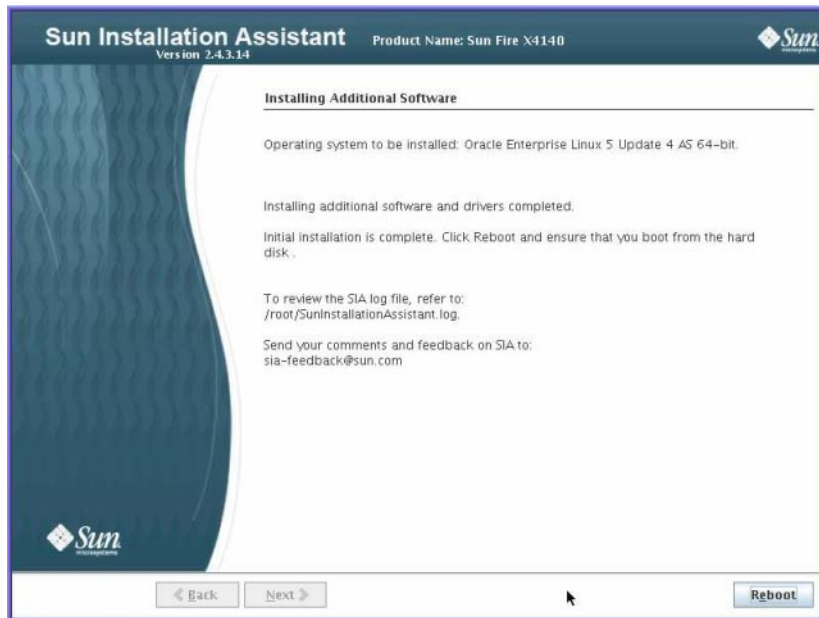 Sun Installation Assistant
Product Name: Sun Fire X4140
Sun
microsystems
Version 2.4.3.14
Installing Additional Software
Operating system to be installed: Oracle Enterprise Linux 5 Update 4 AS 64-bit.
Installing additional software and drivers completed.
Initial installation is complete. Click Reboot and ensure that you boot from the hard
disk .
To review the SIA log file, refer to:
/root/SunInstallationAssistant.log.
Send your comments and feedback on SIA to:
sia-feedback@sun.com
Sun
microsystems
Back
Next
Reboot